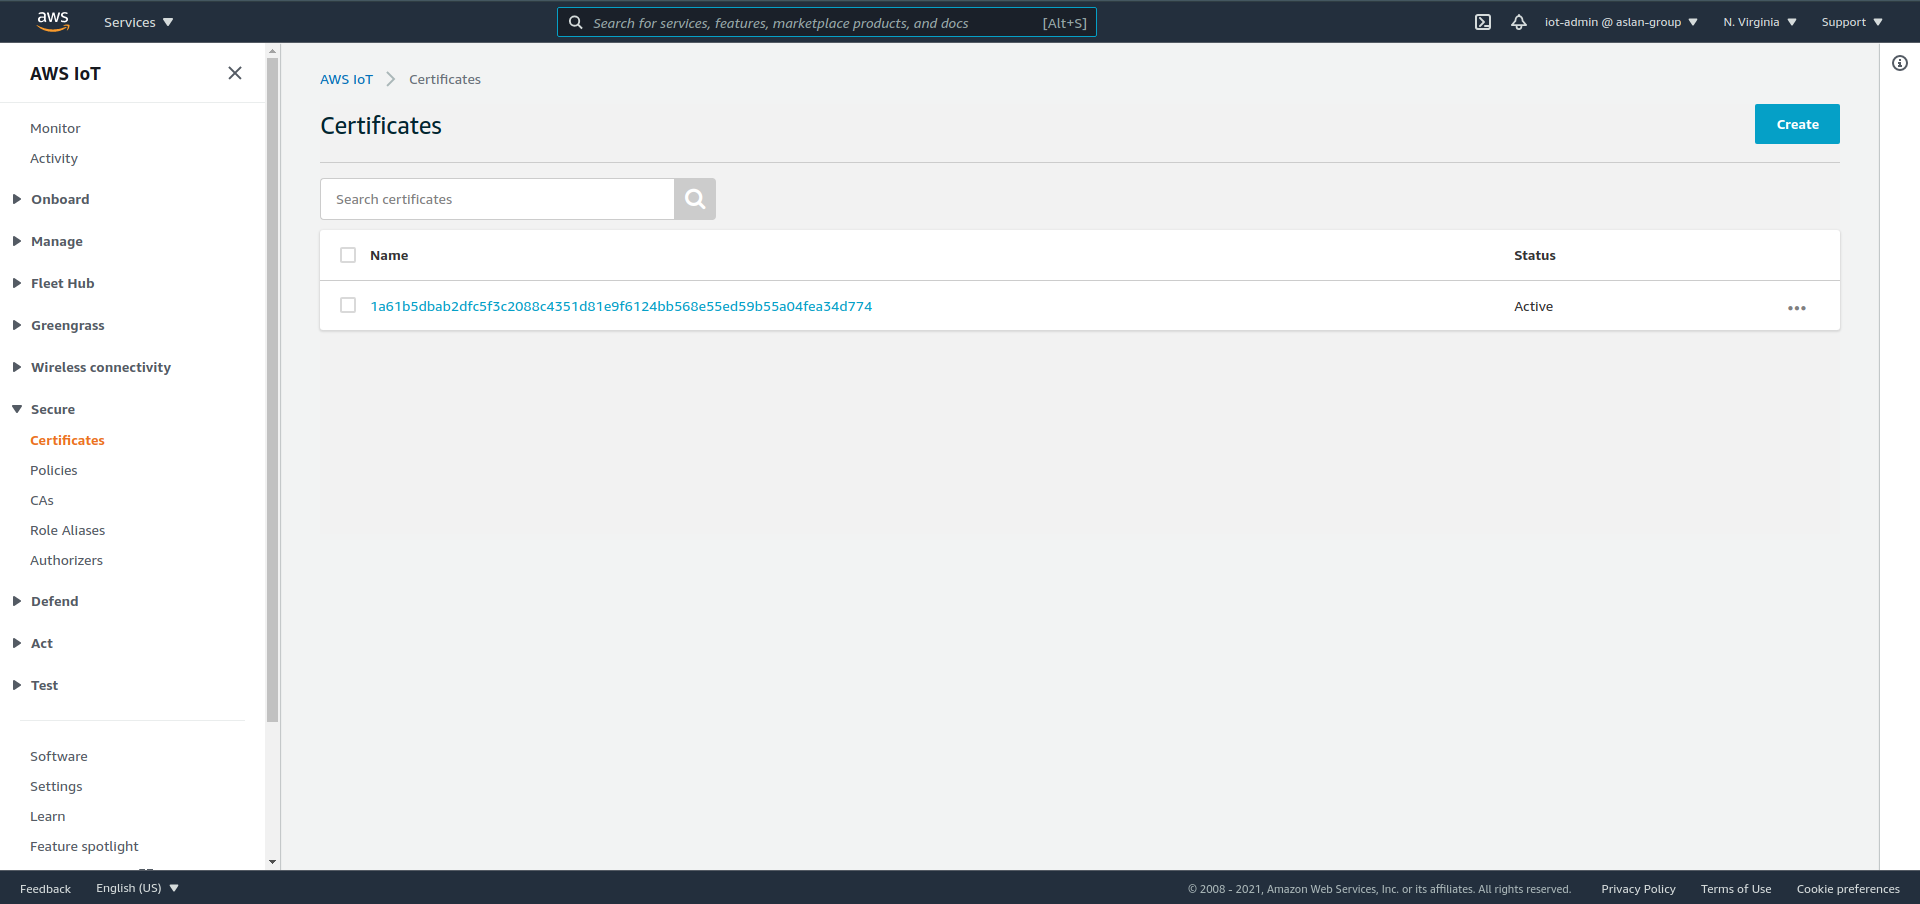 aws
Services
Search for services, features, marketplace products, and docs [Alt+S]
iot-admin @ aslan-group
N. Virginia
Support
AWS IoT
Monitor
Activity
Onboard
Manage
Fleet Hub
Greengrass
Wireless connectivity
Secure
Certificates
Policies
CAs
Role Aliases
Authorizers
Defend
Act
Test
Software
Settings
Learn
Feature spotlight
AWS IoT Certificates
Certificates
Create
Search certificates
Name Status
1a61b5dbab2dfc5f3c2088c4351d81e9f6124bb568e55ed59b55a04fea34d774 Active
Feedback
English (US)
© 2008 - 2021, Amazon Web Services, Inc. or its affiliates. All rights reserved.
Privacy Policy
Terms of Use
Cookie preferences